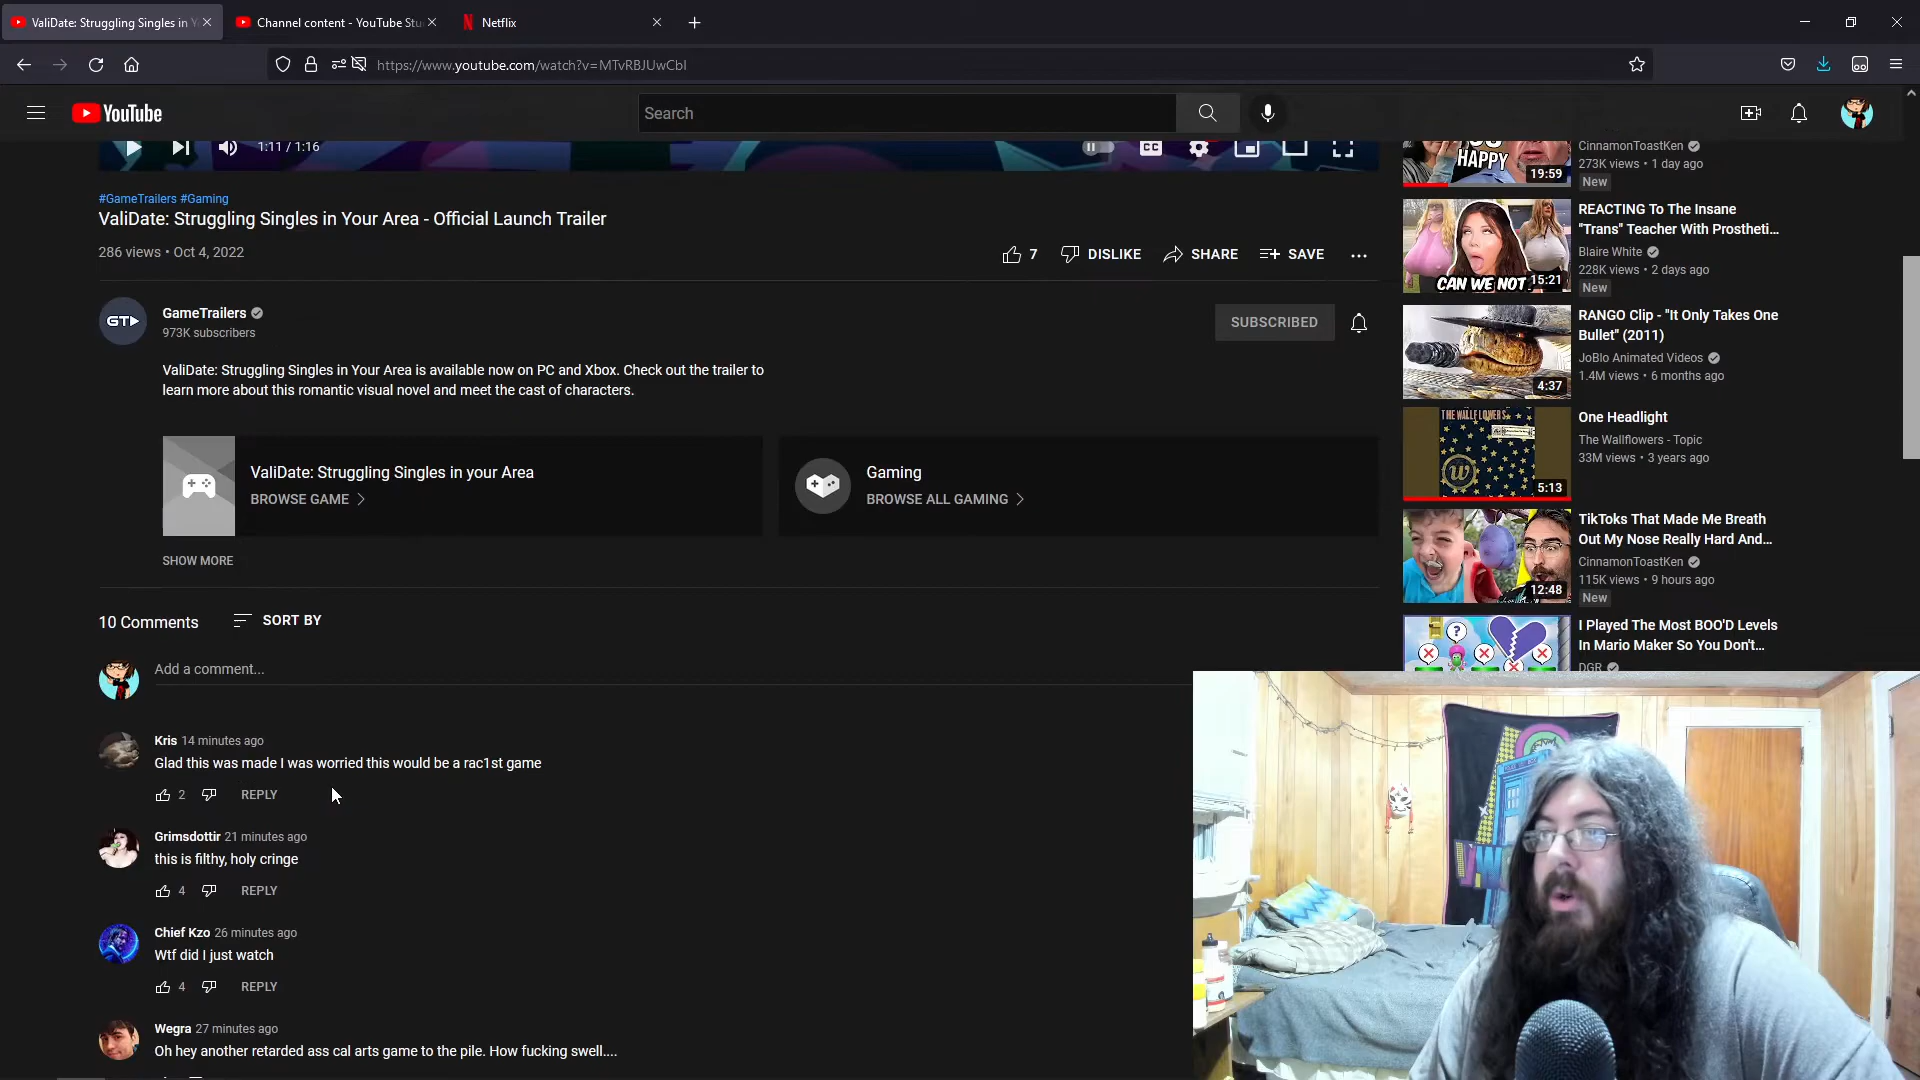 ValiDate: Struggling Singles in Y
Channel content - YouTube Stu
Netflix
https://www.youtube.com/watch?v=MTvRBJUwCbI
YouTube
Search
1:11 / 1:16
CC
#GameTrailers #Gaming
ValiDate: Struggling Singles in Your Area - Official Launch Trailer
286 views • Oct 4, 2022
7
DISLIKE
SHARE
SAVE
GT
GameTrailers
973K subscribers
SUBSCRIBED
ValiDate: Struggling Singles in Your Area is available now on PC and Xbox. Check out the trailer to
learn more about this romantic visual novel and meet the cast of characters.
ValiDate: Struggling Singles in your Area
BROWSE GAME
Gaming
BROWSE ALL GAMING
SHOW MORE
10 Comments
SORT BY
Add a comment...
Kris 14 minutes ago
Glad this was made I was worried this would be a rac1st game
2
REPLY
Grimsdottir 21 minutes ago
this is filthy, holy cringe
4
REPLY
Chief Kzo 26 minutes ago
Wtf did I just watch
4
REPLY
Wegra 27 minutes ago
Oh hey another retarded ass cal arts game to the pile. How fucking swell....
HAPPY
19:59
CinnamonToastKen
273K views • 1 day ago
New
CAN WE NOT
15:21
REACTING To The Insane
"Trans" Teacher With Prostheti...
Blaire White
228K views • 2 days ago
New
4:37
RANGO Clip - "It Only Takes One
Bullet" (2011)
JoBlo Animated Videos
1.4M views • 6 months ago
THE WALLFLOWERS
5:13
One Headlight
The Wallflowers - Topic
33M views • 3 years ago
12:48
TikToks That Made Me Breath
Out My Nose Really Hard And...
CinnamonToastKen
115K views • 9 hours ago
New
I Played The Most BOO'D Levels
In Mario Maker So You Don't...
DGR